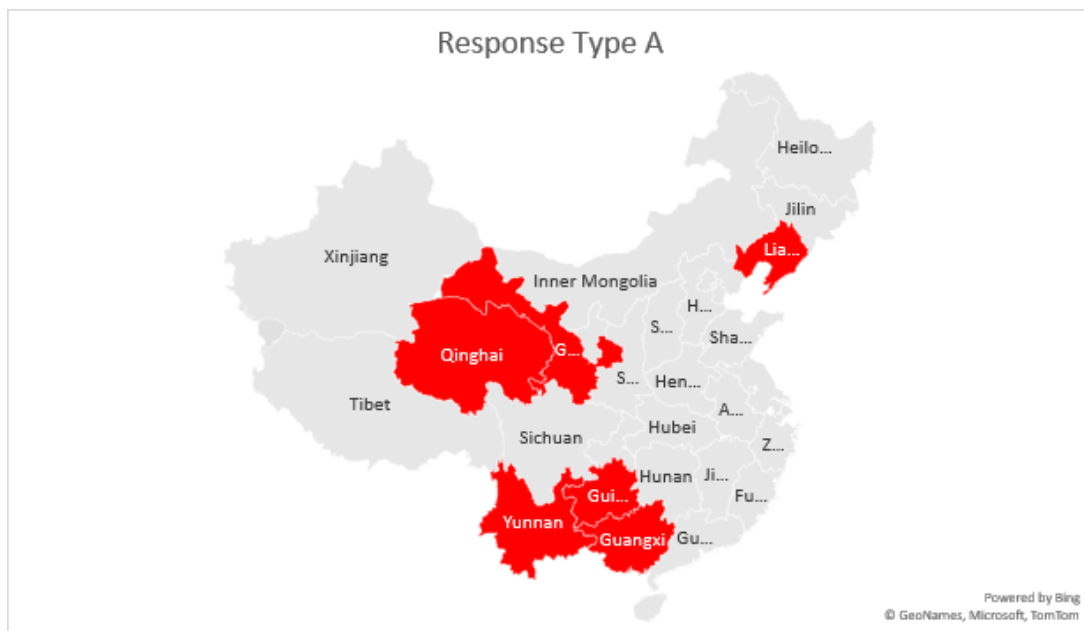 Response Type A
Heilo...
Jilin
Lia...
Xinjiang
Inner Mongolia
H...
S...
Sha...
Qinghai
G...
S...
Hen...
Tibet
A...
Hubei
Sichuan
Z...
Hunan
Ji...
Gui...
Fu...
Yunnan
Guangxi
Gu...
Powered by Bing
© GeoNames, Microsoft, TomTom